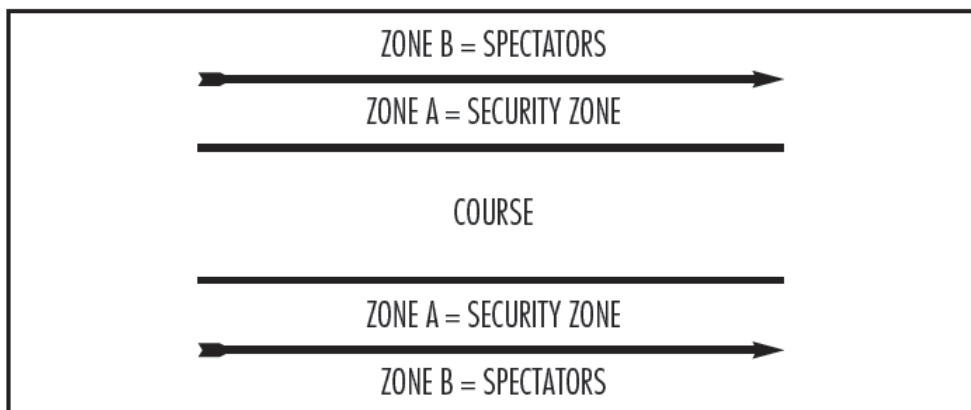 ZONE B = SPECTATORS
ZONE A = SECURITY ZONE
COURSE
ZONE A = SECURITY ZONE
ZONE B = SPECTATORS